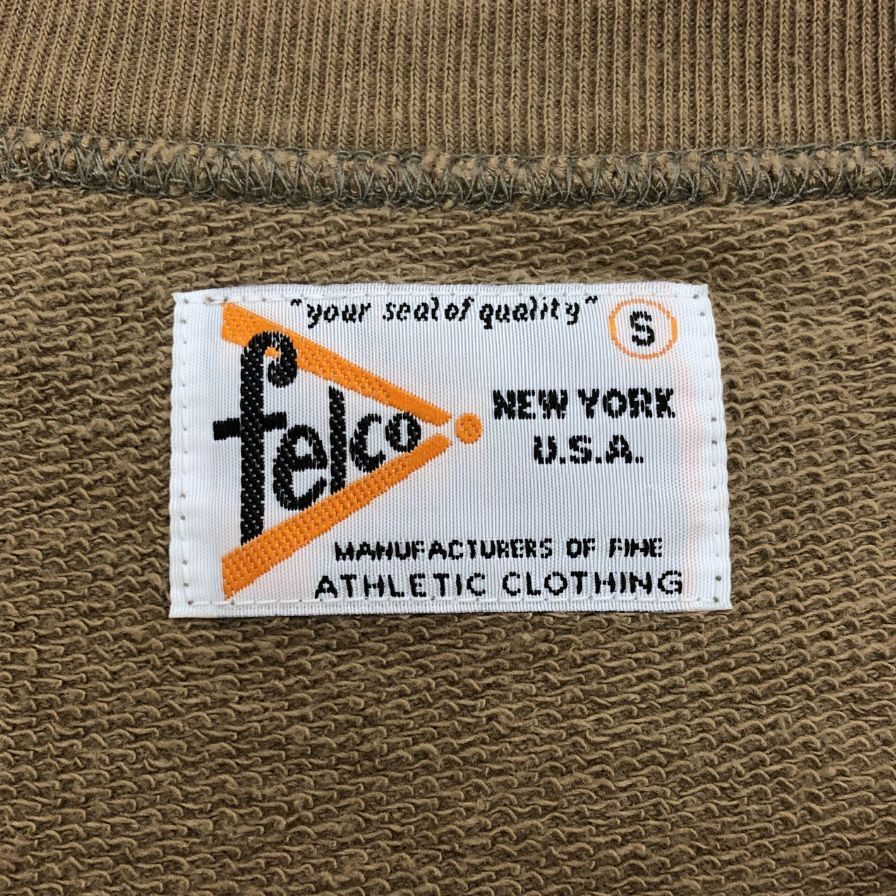 "your seal of quality"
S
felco
NEW YORK
U.S.A.
MANUFACTURERS OF FINE
ATHLETIC CLOTHING